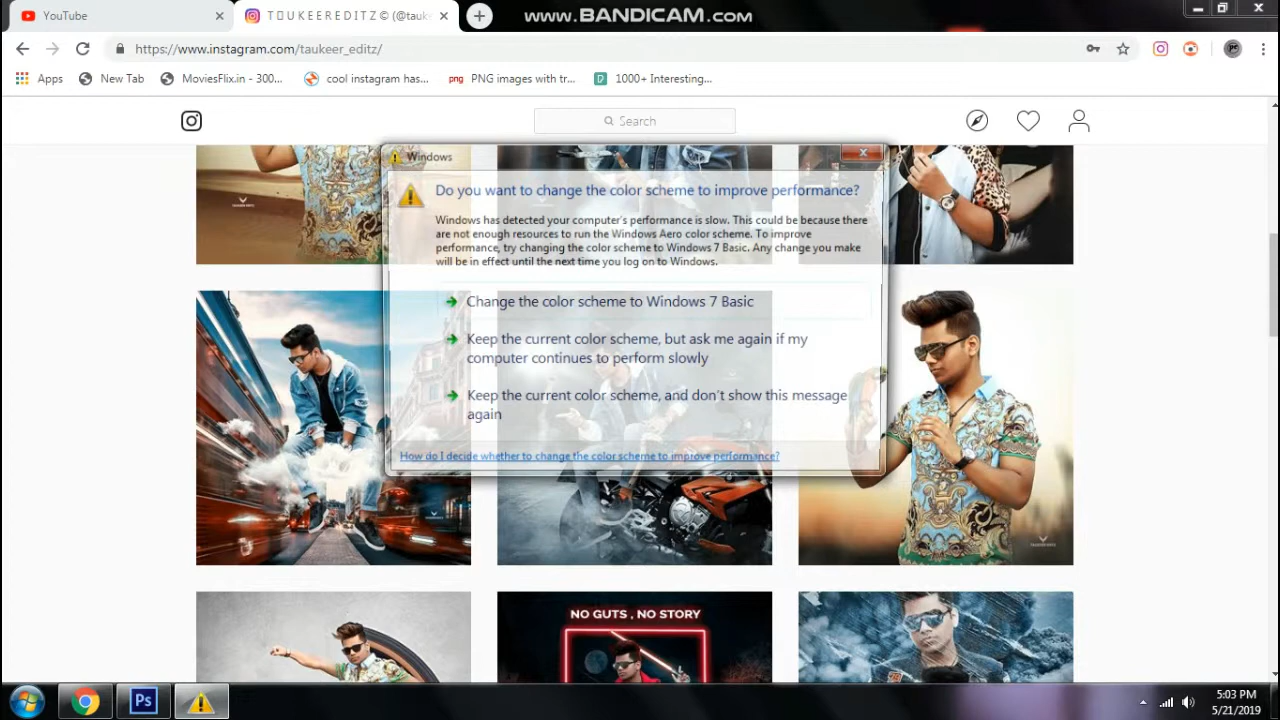 YouTube
T▯UKEEREDITZ © (@tauke
www.BANDICAM.com
https://www.instagram.com/taukeer_editz/
Apps
New Tab
MoviesFlix.in - 300...
cool instagram has...
png
PNG images with tr...
1000+ Interesting...
Search
Windows
Do you want to change the color scheme to improve performance?
Windows has detected your computer's performance is slow. This could be because there
are not enough resources to run the Windows Aero color scheme. To improve
performance, try changing the color scheme to Windows 7 Basic. Any change you make
will be in effect until the next time you log on to Windows.
Change the color scheme to Windows 7 Basic
Keep the current color scheme, but ask me again if my
computer continues to perform slowly
Keep the current color scheme, and don't show this message
again
How do I decide whether to change the color scheme to improve performance?
NO GUTS , NO STORY
Ps
5:03 PM
5/21/2019